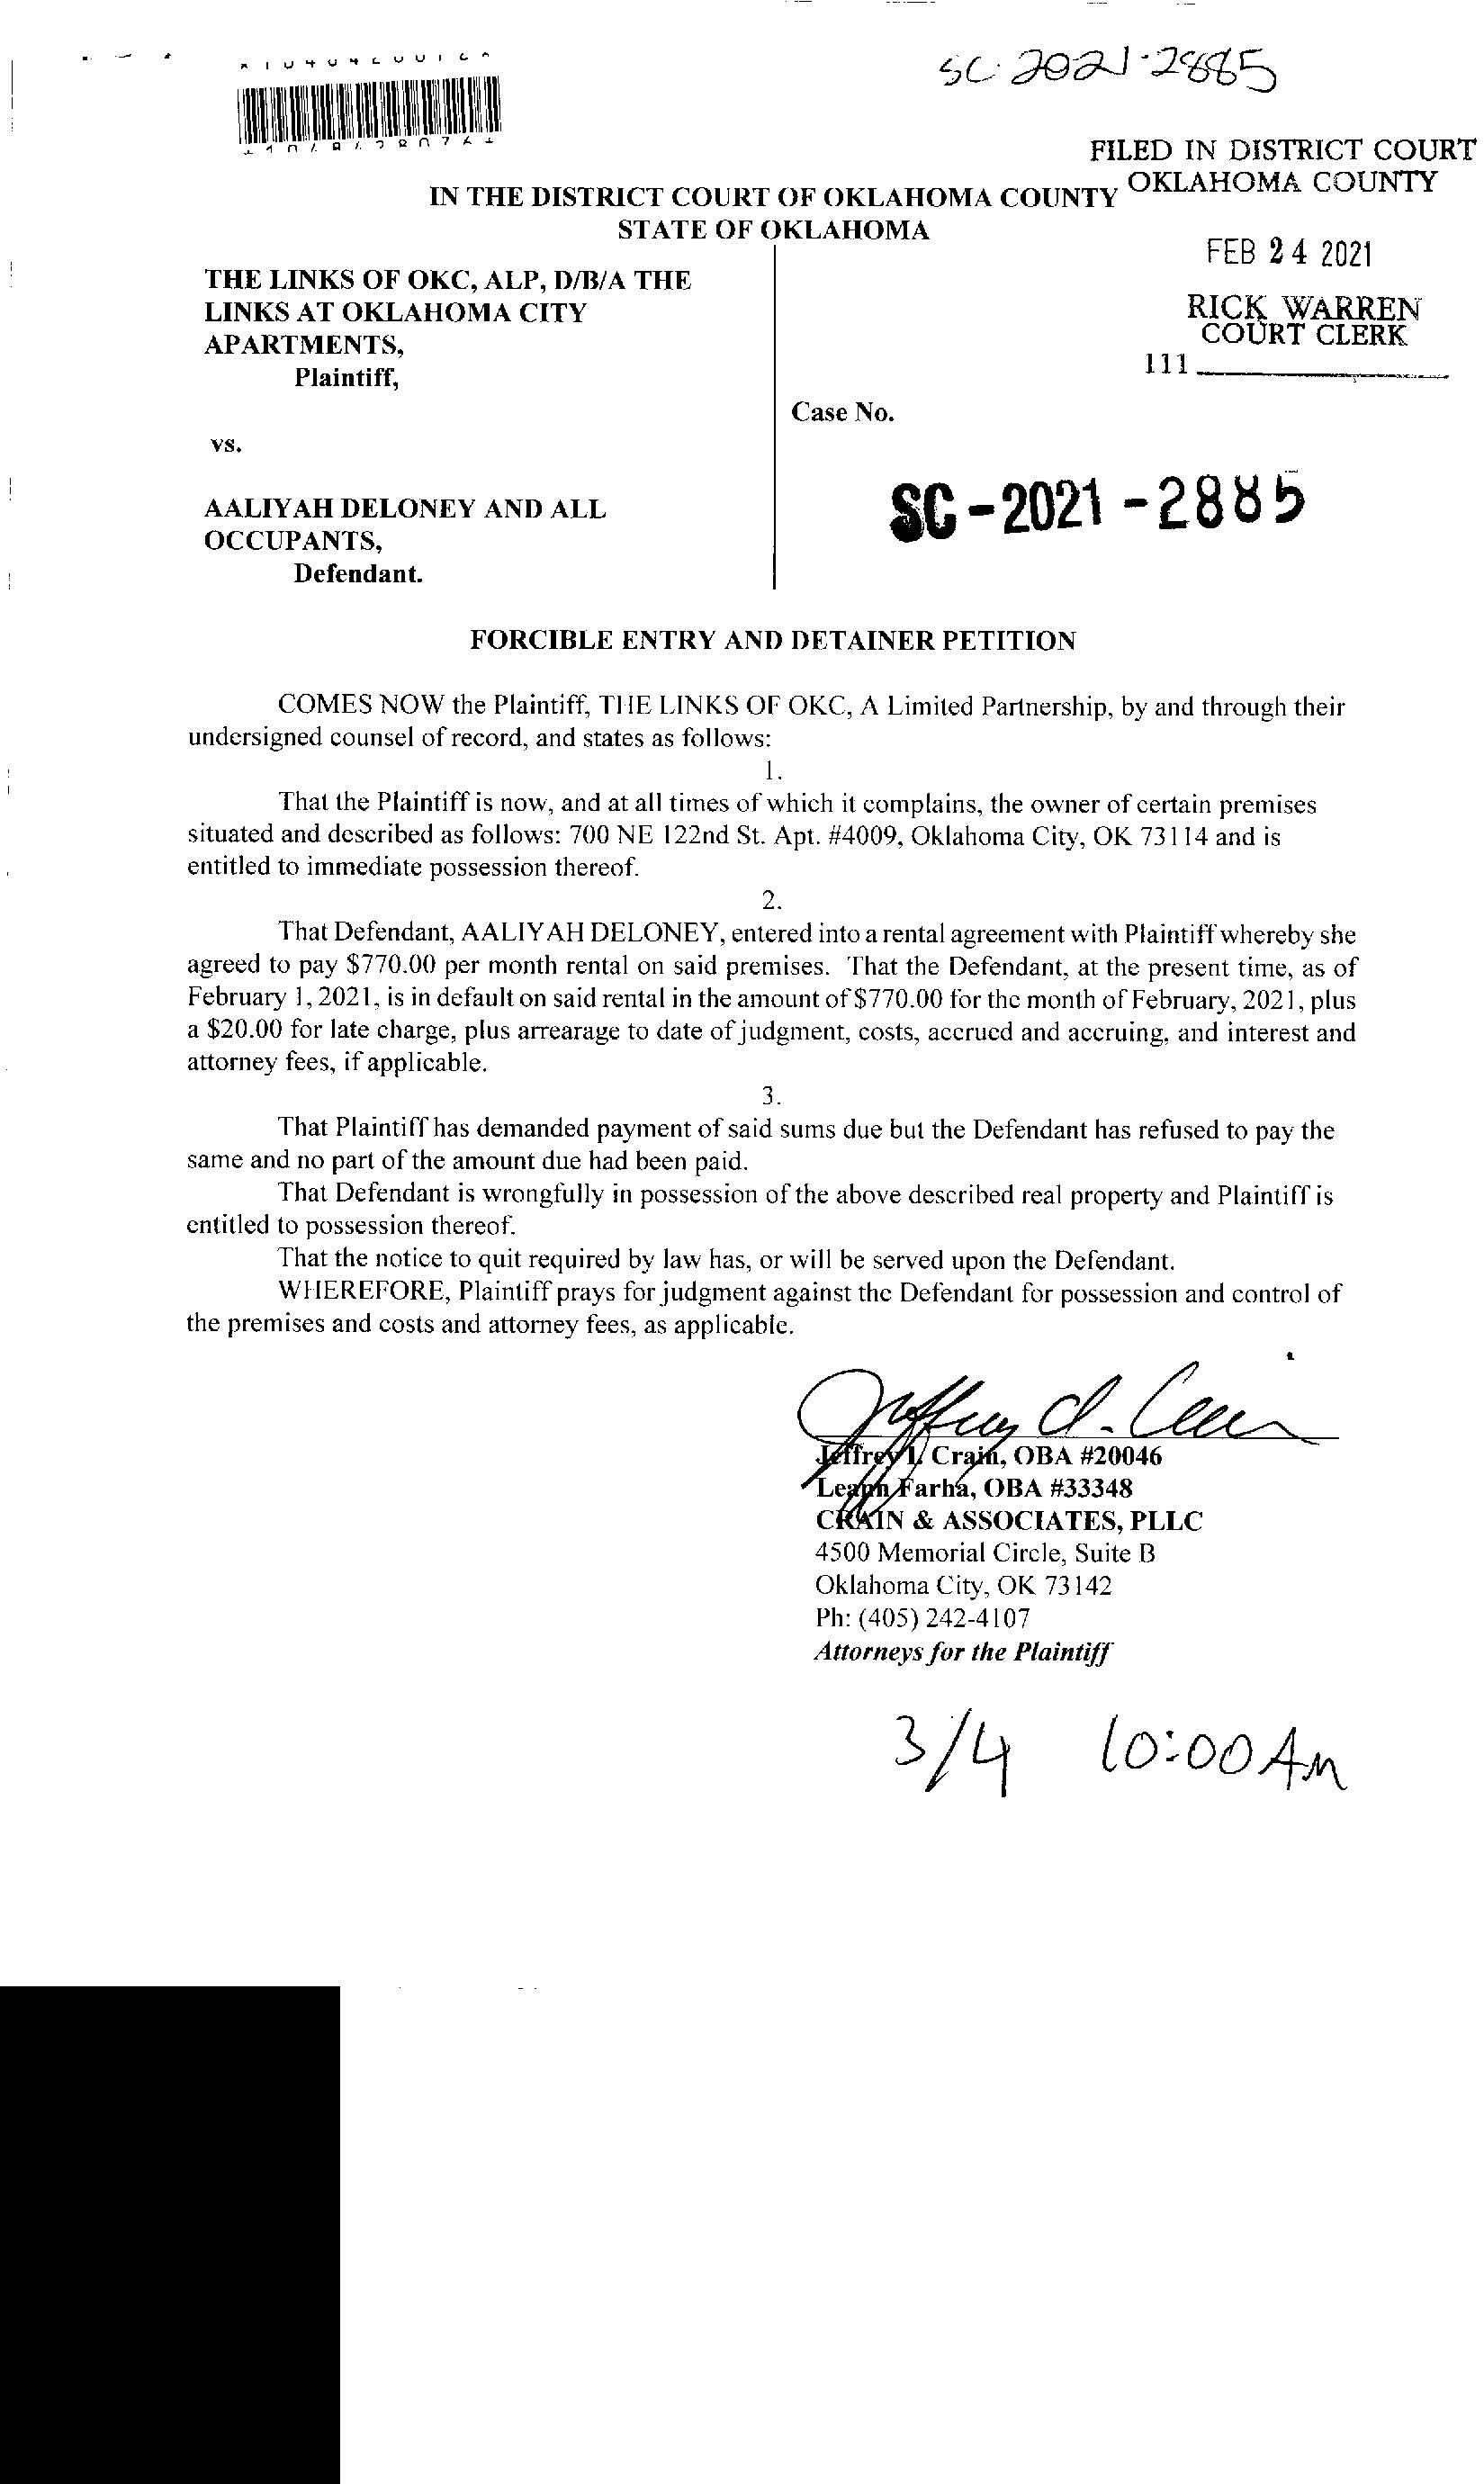 SC-2021-2885
FILED IN DISTRICT COURT
OKLAHOMA COUNTY
IN THE DISTRICT COURT OF OKLAHOMA COUNTY
STATE OF OKLAHOMA
FEB 24 2021
RICK WARREN
COURT CLERK
111
THE LINKS OF OKC, ALP, D/B/A THE
LINKS AT OKLAHOMA CITY
APARTMENTS,
Plaintiff,
Case No.
vs.
SC-2021-2885
AALIYAH DELONEY AND ALL
OCCUPANTS,
Defendant.
FORCIBLE ENTRY AND DETAINER PETITION
COMES NOW the Plaintiff, THE LINKS OF OKC, A Limited Partnership, by and through their
undersigned counsel of record, and states as follows:
1.
That the Plaintiff is now, and at all times of which it complains, the owner of certain premises
situated and described as follows: 700 NE 122nd St. Apt. #4009, Oklahoma City, OK 73114 and is
entitled to immediate possession thereof.
2.
That Defendant, AALIYAH DELONEY, entered into a rental agreement with Plaintiff whereby she
agreed to pay $770.00 per month rental on said premises. That the Defendant, at the present time, as of
February 1, 2021, is in default on said rental in the amount of $770.00 for the month of February, 2021, plus
a $20.00 for late charge, plus arrearage to date of judgment, costs, accrued and accruing, and interest and
attorney fees, if applicable.
3.
That Plaintiff has demanded payment of said sums due but the Defendant has refused to pay the
same and no part of the amount due had been paid.
That Defendant is wrongfully in possession of the above described real property and Plaintiff is
entitled to possession thereof.
That the notice to quit required by law has, or will be served upon the Defendant.
WHEREFORE, Plaintiff prays for judgment against the Defendant for possession and control of
the premises and costs and attorney fees, as applicable.
Jeffrey L. Crain, OBA #20046
Leann Farha, OBA #33348
CRAIN & ASSOCIATES, PLLC
4500 Memorial Circle, Suite B
Oklahoma City, OK 73142
Ph: (405) 242-4107
Attorneys for the Plaintiff
3/4 10:00 AM